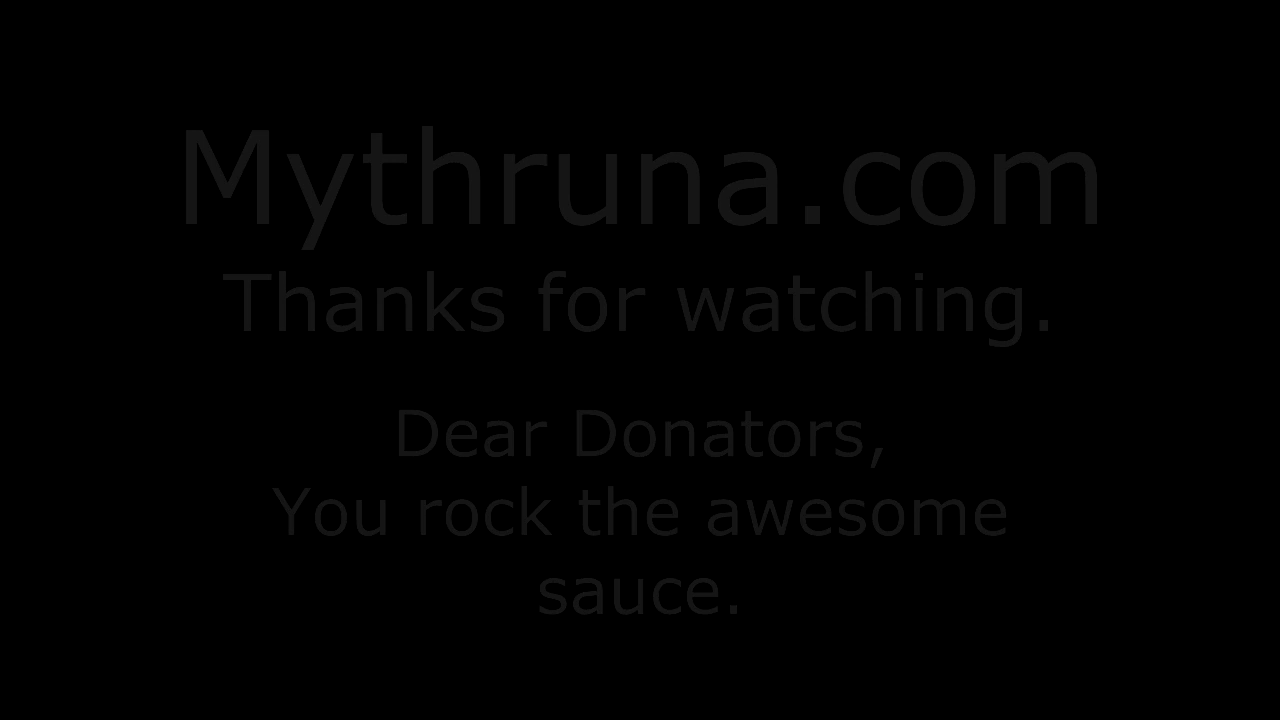 Mythruna.com
Thanks for watching.
Dear Donators,
You rock the awesome
sauce.